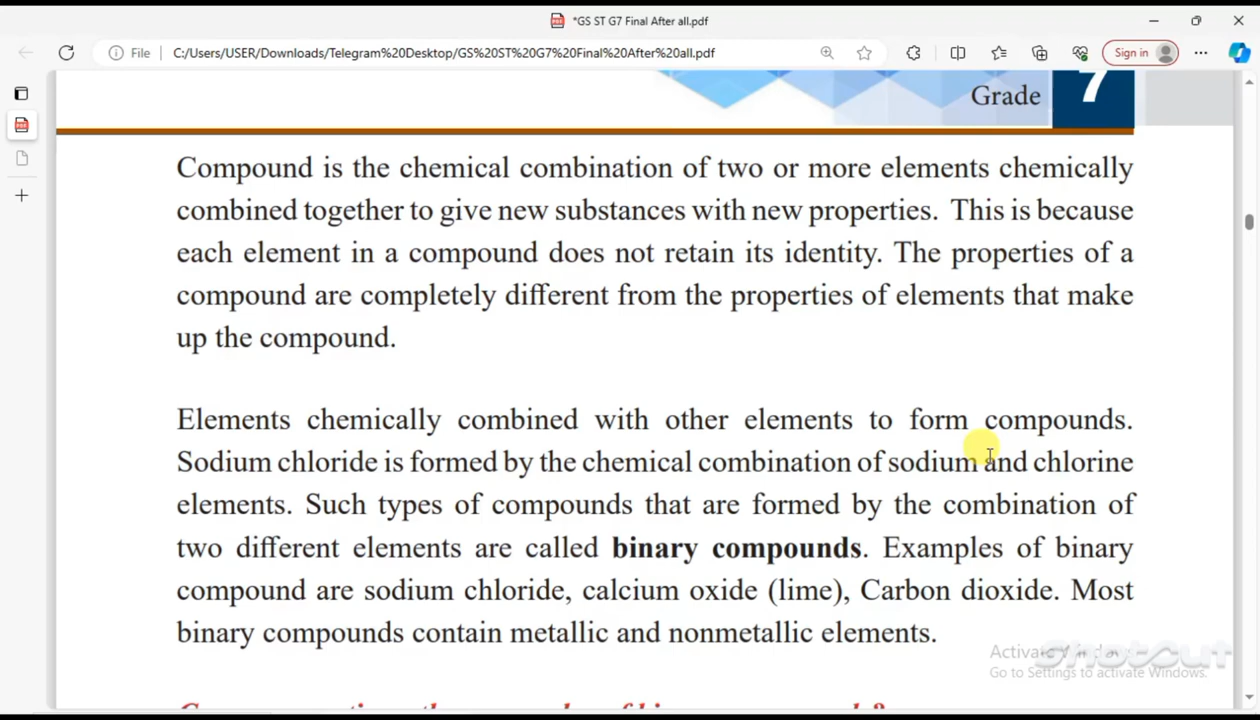 *GS ST G7 Final After all.pdf
File
C:/Users/USER/Downloads/Telegram%20Desktop/GS%20ST%20G7%20Final%20After%20all.pdf
Sign in
Grade 7
Compound is the chemical combination of two or more elements chemically
combined together to give new substances with new properties. This is because
each element in a compound does not retain its identity. The properties of a
compound are completely different from the properties of elements that make
up the compound.
Elements chemically combined with other elements to form compounds.
Sodium chloride is formed by the chemical combination of sodium and chlorine
elements. Such types of compounds that are formed by the combination of
two different elements are called binary compounds. Examples of binary
compound are sodium chloride, calcium oxide (lime), Carbon dioxide. Most
binary compounds contain metallic and nonmetallic elements.
Activate Windows
Go to Settings to activate Windows.
Shotcut